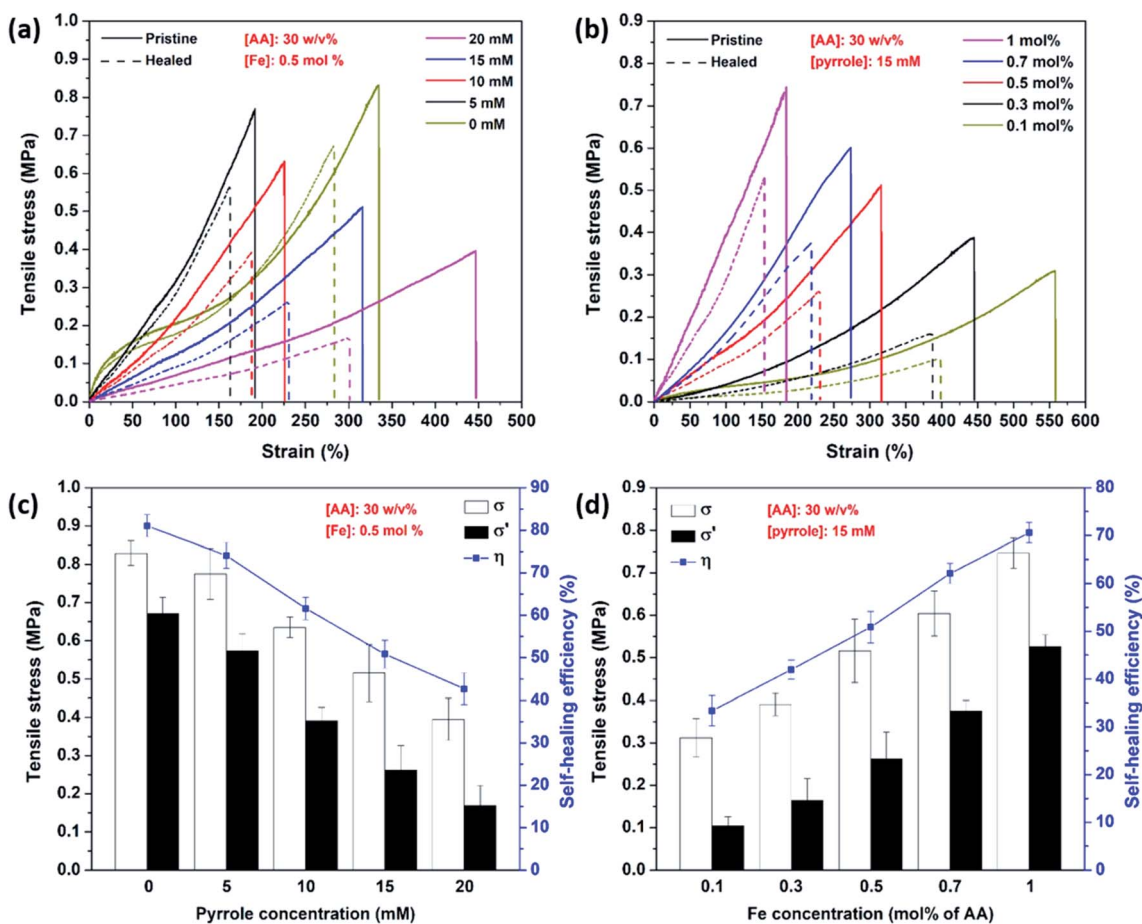 (a)
Pristine
Healed
[AA]: 30 w/v%
[Fe]: 0.5 mol %
20 mM
15 mM
10 mM
5 mM
0 mM
Tensile stress (MPa)
1.0
0.9
0.8
0.7
0.6
0.5
0.4
0.3
0.2
0.1
0.0
0 50 100 150 200 250 300 350 400 450 500
Strain (%)
(b)
Pristine
Healed
[AA]: 30 w/v%
[pyrrole]: 15 mM
1 mol%
0.7 mol%
0.5 mol%
0.3 mol%
0.1 mol%
Tensile stress (MPa)
0.9
0.8
0.7
0.6
0.5
0.4
0.3
0.2
0.1
0.0
0 50 100 150 200 250 300 350 400 450 500 550 600
Strain (%)
(c)
[AA]: 30 w/v%
[Fe]: 0.5 mol %
σ
σ'
η
Tensile stress (MPa)
1.0
0.9
0.8
0.7
0.6
0.5
0.4
0.3
0.2
0.1
0.0
0 5 10 15 20
Pyrrole concentration (mM)
90
80
70
60
50
40
30
20
10
0
Self-healing efficiency (%)
(d)
[AA]: 30 w/v%
[pyrrole]: 15 mM
σ
σ'
η
Tensile stress (MPa)
0.9
0.8
0.7
0.6
0.5
0.4
0.3
0.2
0.1
0.0
0.1 0.3 0.5 0.7 1
Fe concentration (mol% of AA)
80
70
60
50
40
30
20
10
0
Self-healing efficiency (%)